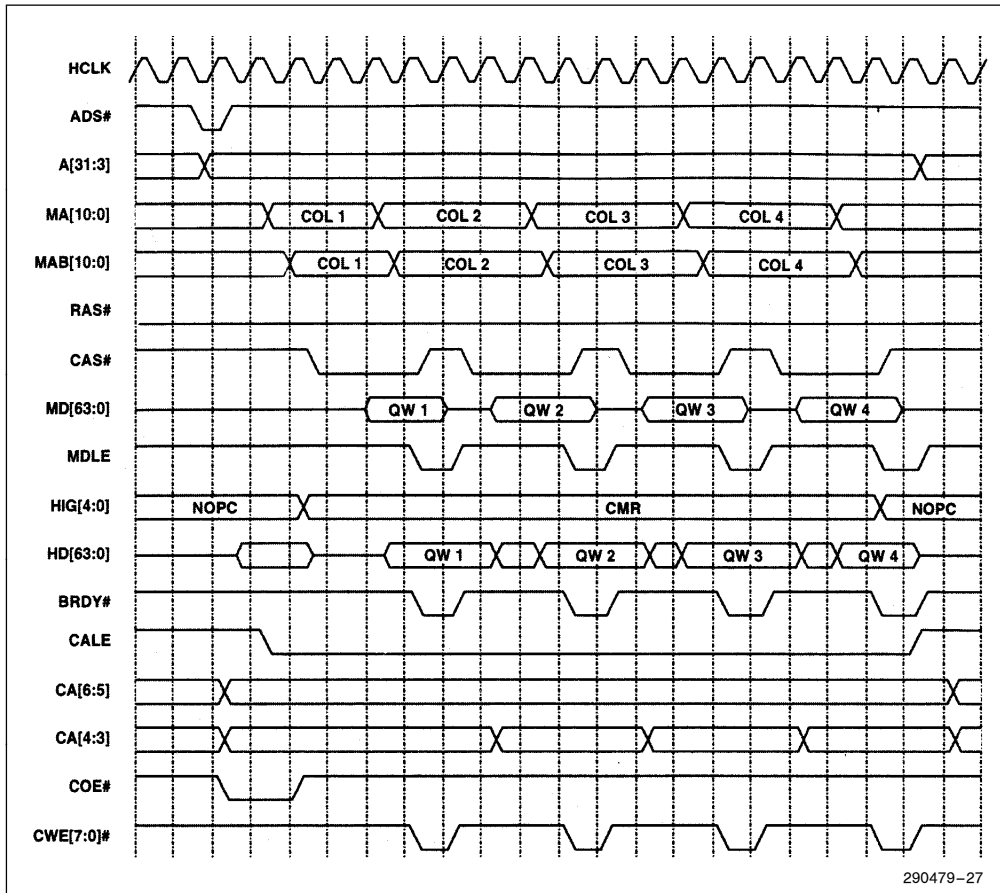 HCLK
ADS#
A[31:3]
MA[10:0] COL 1 COL 2 COL 3 COL 4
MAB[10:0] COL 1 COL 2 COL 3 COL 4
RAS#
CAS#
MD[63:0] QW 1 QW 2 QW 3 QW 4
MDLE
HIG[4:0] NOPC CMR NOPC
HD[63:0] QW 1 QW 2 QW 3 QW 4
BRDY#
CALE
CA[6:5]
CA[4:3]
COE#
CWE[7:0]#
290479–27